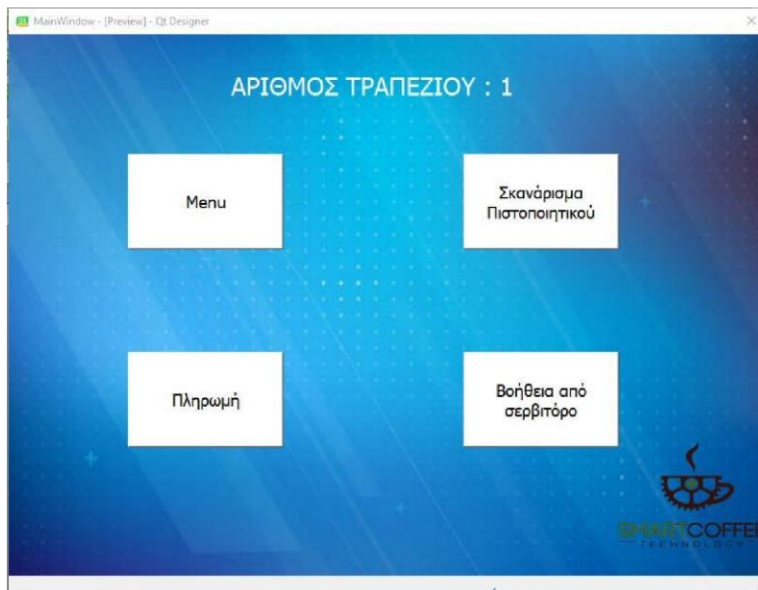 MainWindow - [Preview] - Qt Designer
ΑΡΙΘΜΟΣ ΤΡΑΠΕΖΙΟΥ : 1
Menu
Σκανάρισμα
Πιστοποιητικού
Πληρωμή
Βοήθεια από
σερβιτόρο
SMARTCOFFEE
TECHNOLOGY